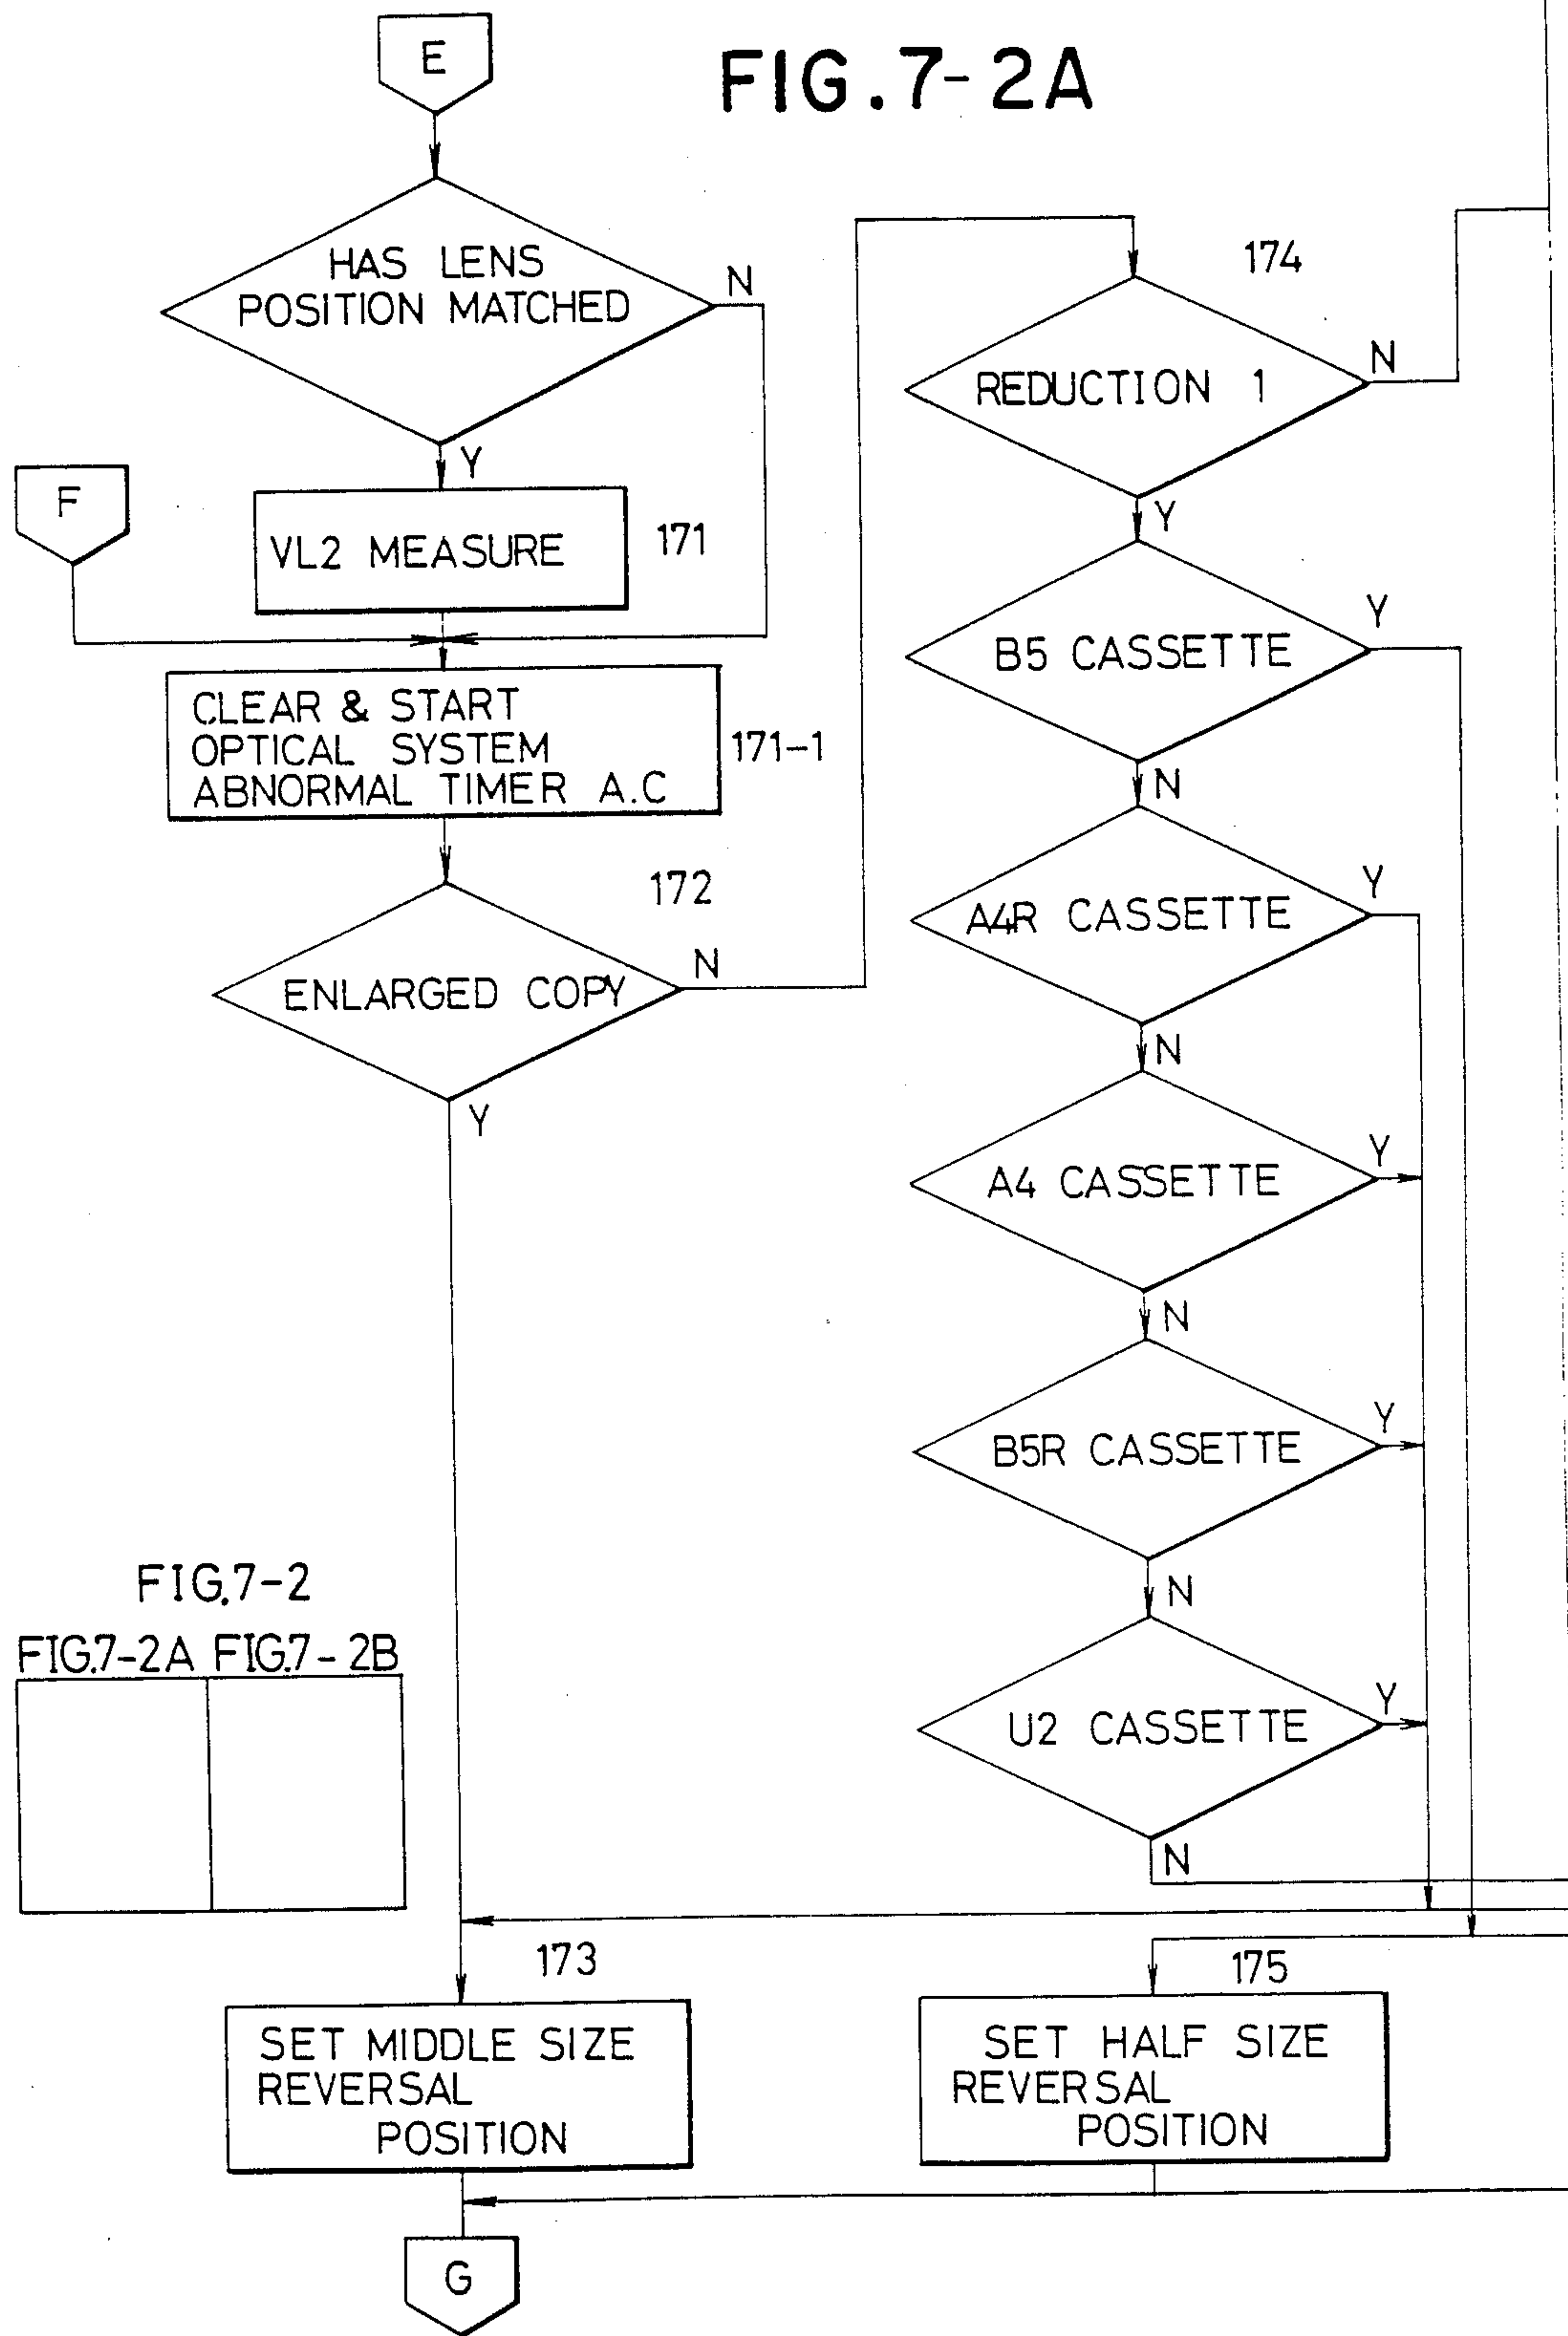 E
FIG.7-2A
HAS LENS
POSITION MATCHED
N
Y
F
VL2 MEASURE
171
CLEAR & START
OPTICAL SYSTEM
ABNORMAL TIMER A.C
171-1
172
ENLARGED COPY
N
Y
174
REDUCTION 1
N
Y
B5 CASSETTE
Y
N
A4R CASSETTE
Y
N
A4 CASSETTE
Y
N
B5R CASSETTE
Y
N
U2 CASSETTE
Y
N
FIG.7-2
FIG.7-2A FIG.7-2B
173
SET MIDDLE SIZE
REVERSAL
POSITION
175
SET HALF SIZE
REVERSAL
POSITION
G